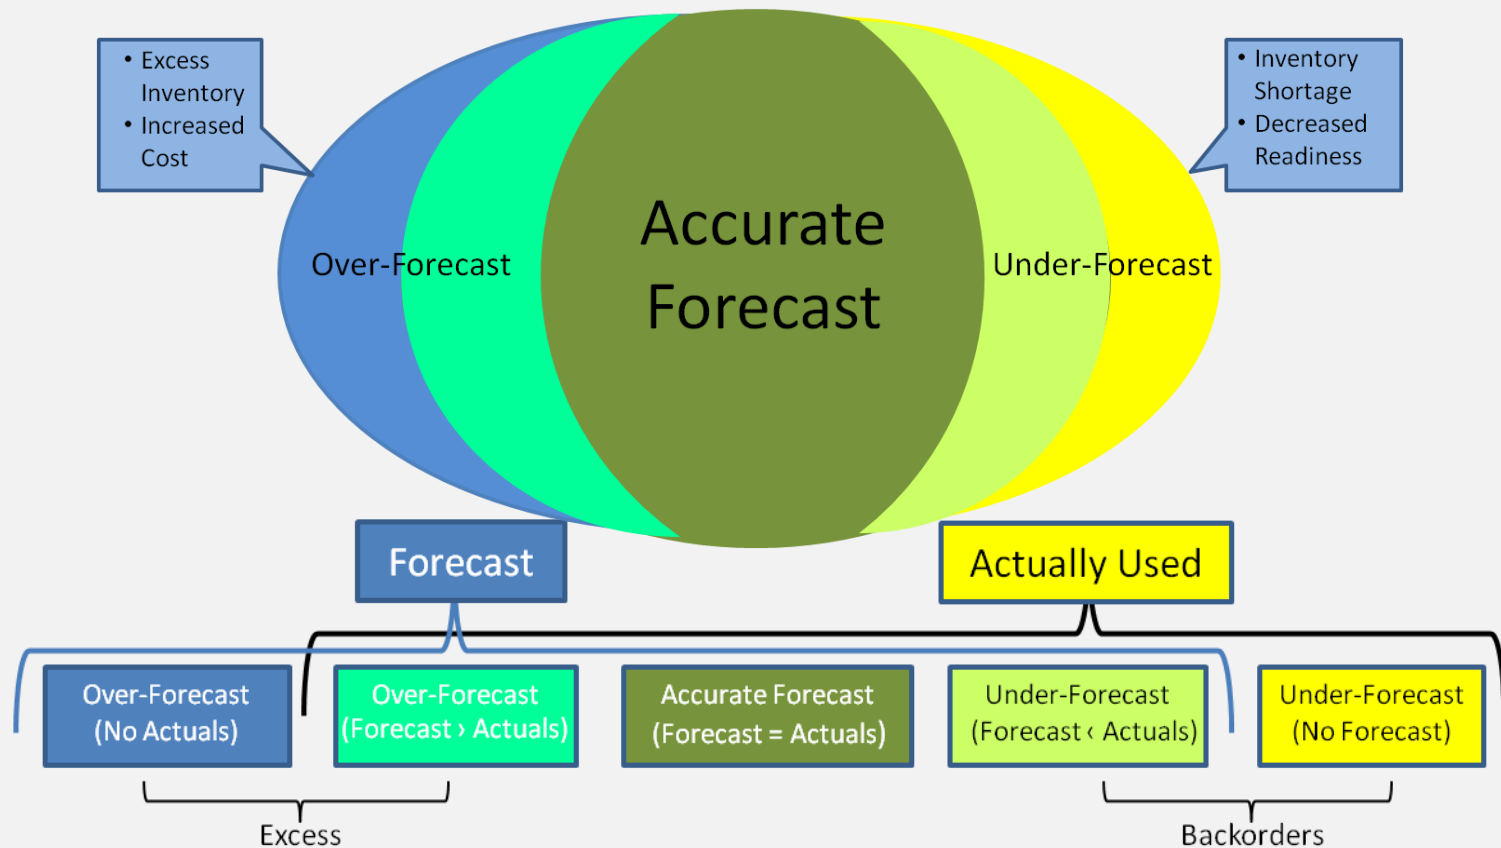 • Excess
Inventory
• Increased
Cost
• Inventory
Shortage
• Decreased
Readiness
Accurate
Forecast
Over-Forecast
Under-Forecast
Forecast
Actually Used
Over-Forecast
(No Actuals)
Over-Forecast
(Forecast › Actuals)
Accurate Forecast
(Forecast = Actuals)
Under-Forecast
(Forecast ‹ Actuals)
Under-Forecast
(No Forecast)
Excess
Backorders